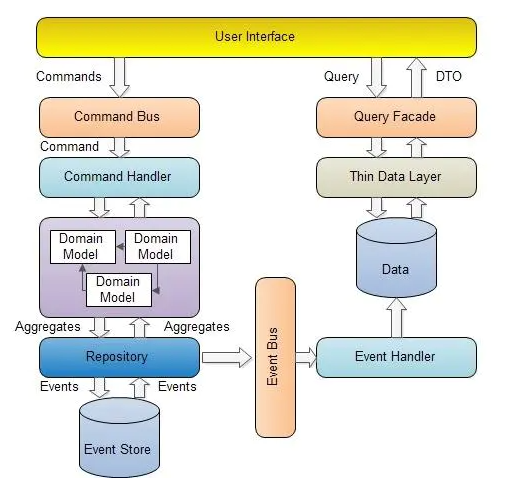 User Interface
Commands
Query
DTO
Command Bus
Query Facade
Command
Command Handler
Thin Data Layer
Domain
Model
Domain
Model
Domain
Model
Data
Aggregates
Aggregates
Repository
Event Bus
Event Handler
Events
Events
Event Store